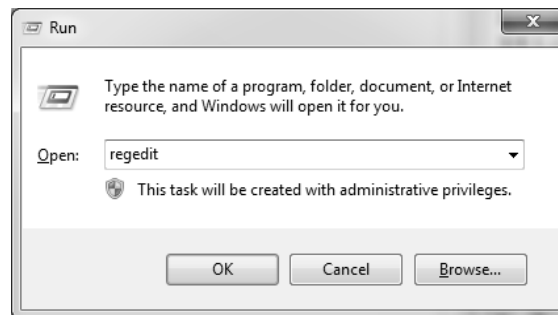 Run
Type the name of a program, folder, document, or Internet
resource, and Windows will open it for you.
Open: regedit
This task will be created with administrative privileges.
OK Cancel Browse...